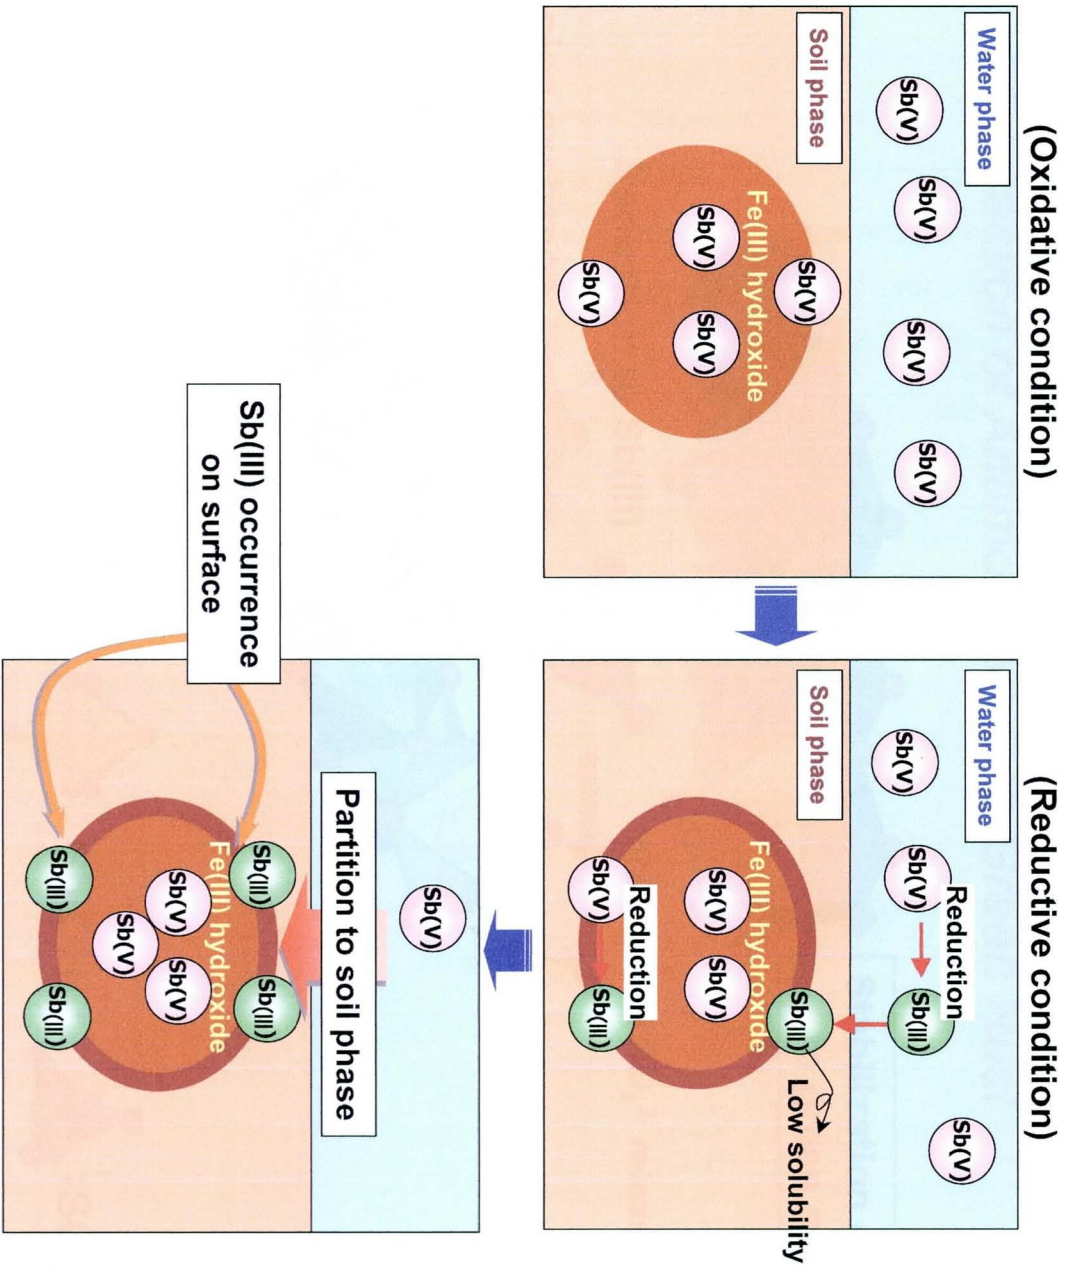 (Oxidative condition)
Water phase
Sb(V)
Sb(V)
Sb(V)
Sb(V)
Soil phase
Sb(V)
Fe(III) hydroxide
Sb(V)
Sb(V)
Sb(V)
(Reductive condition)
Water phase
Sb(V)
Reduction
Sb(V)
Sb(III)
Sb(V)
Soil phase
Sb(III)
Low solubility
Fe(III) hydroxide
Sb(V)
Sb(V)
Reduction
Sb(V)
Sb(III)
Sb(V)
Partition to soil phase
Sb(III) occurrence
on surface
Sb(III)
Sb(III)
Fe(III) hydroxide
Sb(V)
Sb(V)
Sb(V)
Sb(III)
Sb(III)